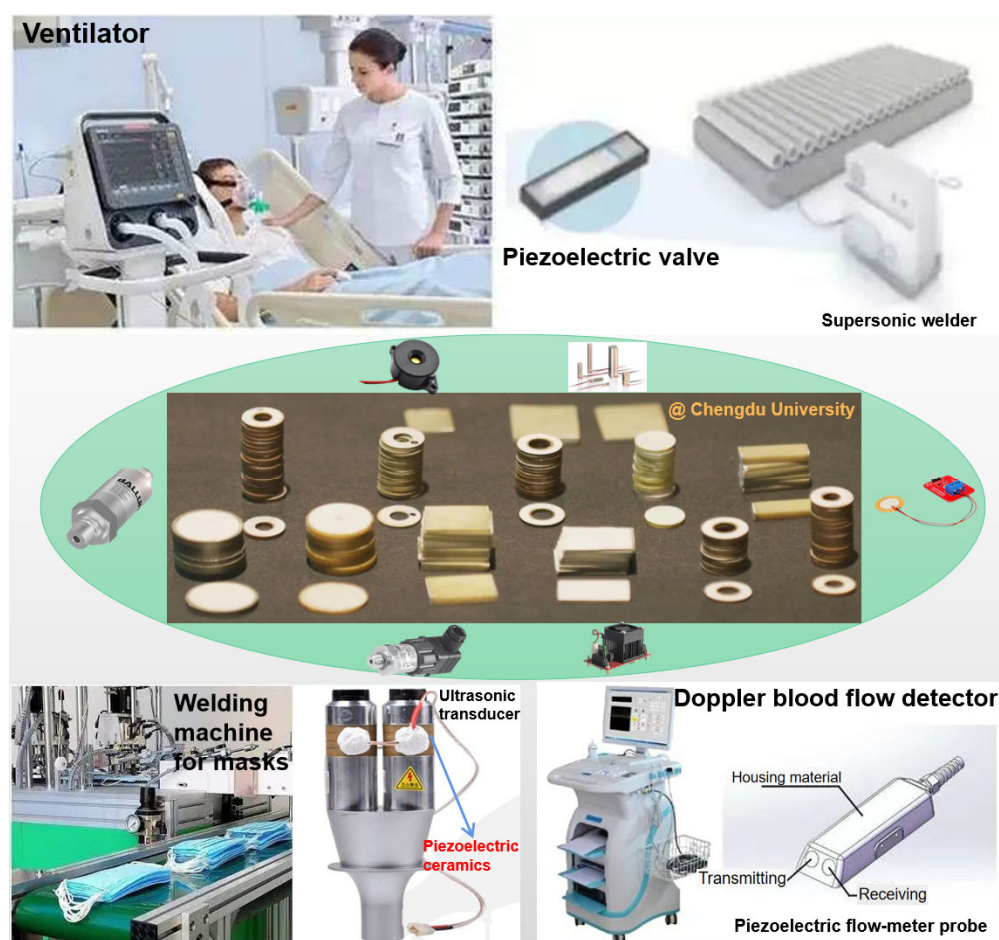 Ventilator
Piezoelectric valve
Supersonic welder
@ Chengdu University
Welding
machine
for masks
Ultrasonic
transducer
Piezoelectric
ceramics
Doppler blood flow detector
Housing material
Transmitting
Receiving
Piezoelectric flow-meter probe